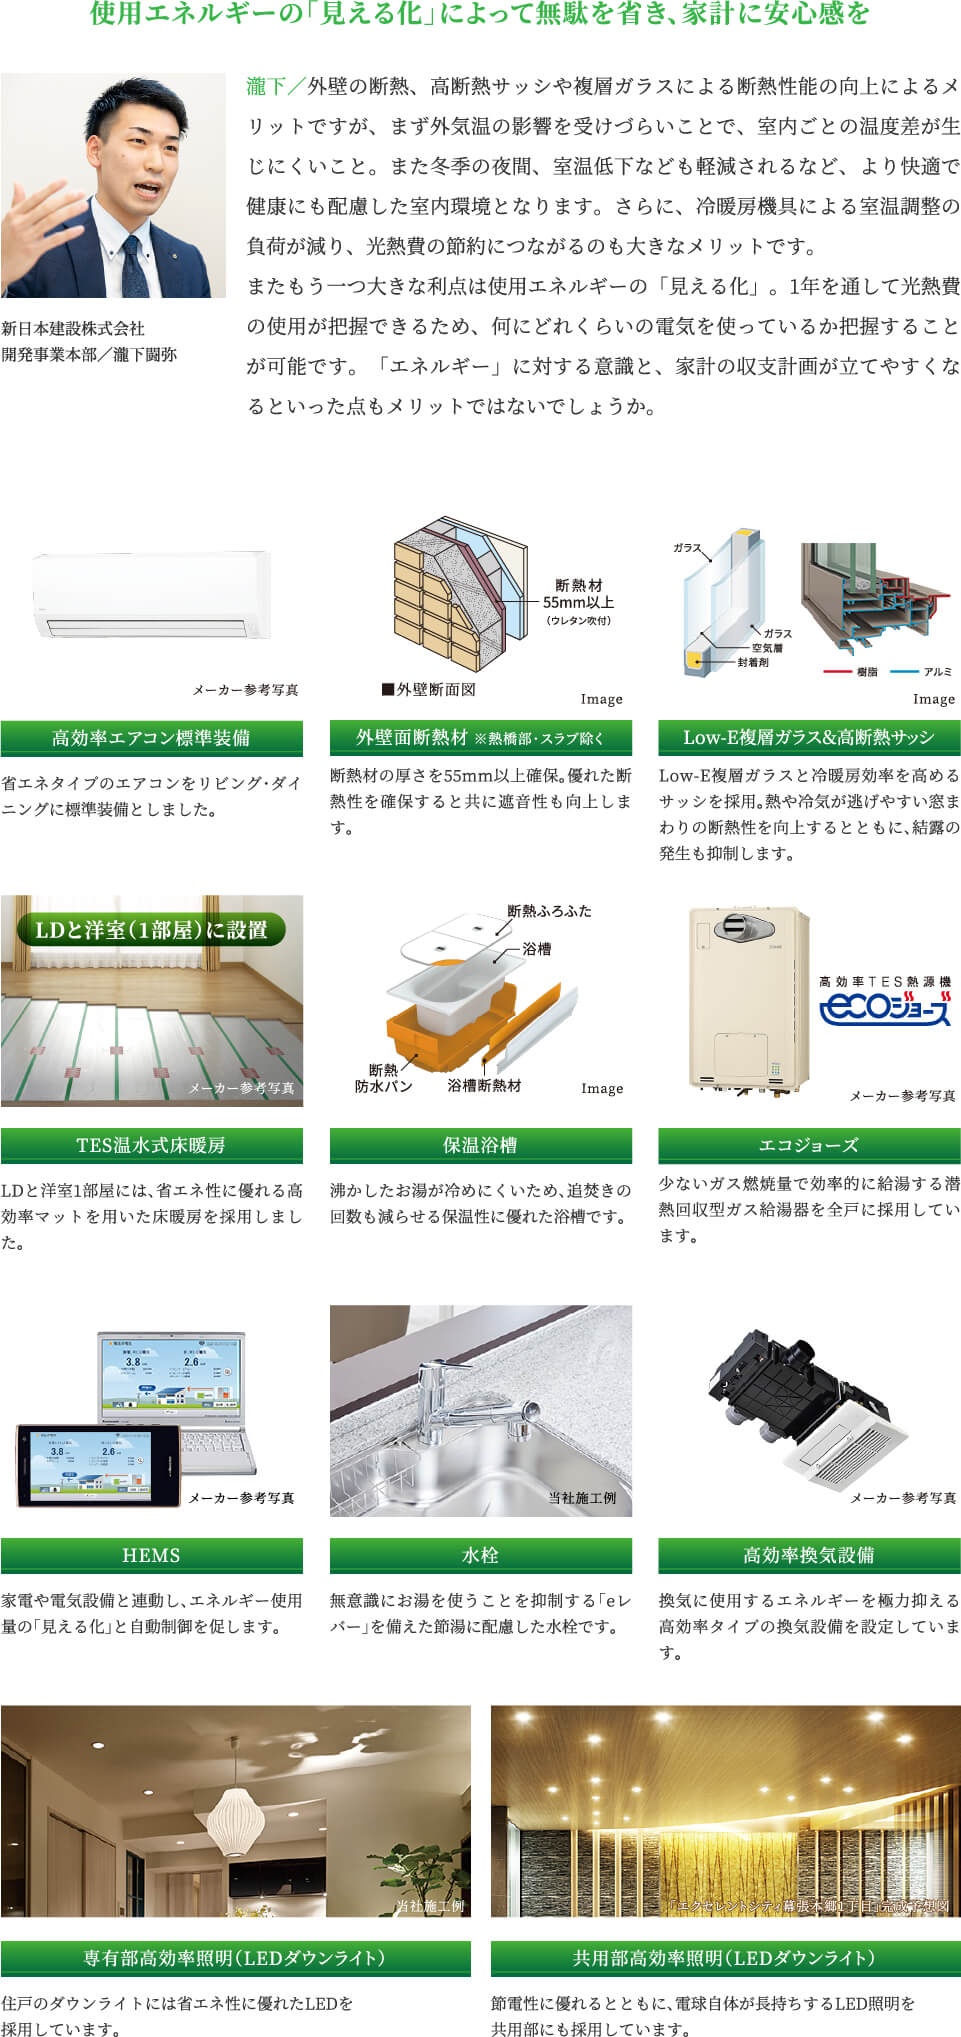 使用エネルギーの「見える化」によって無駄を省き、家計に安心感を
瀧下／外壁の断熱、高断熱サッシや複層ガラスによる断熱性能の向上によるメ
リットですが、まず外気温の影響を受けづらいことで、室内ごとの温度差が生
じにくいこと。また冬季の夜間、室温低下なども軽減されるなど、より快適で
健康にも配慮した室内環境となります。さらに、冷暖房機具による室温調整の
負荷が減り、光熱費の節約につながるのも大きなメリットです。
またもう一つ大きな利点は使用エネルギーの「見える化」。1年を通して光熱費
の使用が把握できるため、何にどれくらいの電気を使っているか把握すること
が可能です。「エネルギー」に対する意識と、家計の収支計画が立てやすくな
るといった点もメリットではないでしょうか。
新日本建設株式会社
開発事業本部／瀧下闘弥
メーカー参考写真
高効率エアコン標準装備
省エネタイプのエアコンをリビング・ダイ
ニングに標準装備としました。
断熱材
55mm以上
（ウレタン吹付）
■外壁断面図
Image
外壁面断熱材 ※熱橋部・スラブ除く
断熱材の厚さを55mm以上確保。優れた断
熱性を確保すると共に遮音性も向上しま
す。
ガラス
ガラス
空気層
封着剤
樹脂
アルミ
Image
Low-E複層ガラス&高断熱サッシ
Low-E複層ガラスと冷暖房効率を高める
サッシを採用。熱や冷気が逃げやすい窓ま
わりの断熱性を向上するとともに、結露の
発生も抑制します。
LDと洋室（1部屋）に設置
メーカー参考写真
TES温水式床暖房
LDと洋室1部屋には、省エネ性に優れる高
効率マットを用いた床暖房を採用しまし
た。
断熱ふろふた
浴槽
断熱
防水パン
浴槽断熱材
Image
保温浴槽
沸かしたお湯が冷めにくいため、追焚きの
回数も減らせる保温性に優れた浴槽です。
高効率TES熱源機
ecoジョーズ
メーカー参考写真
エコジョーズ
少ないガス燃焼量で効率的に給湯する潜
熱回収型ガス給湯器を全戸に採用してい
ます。
3.8
2.6
3.8
2.6
メーカー参考写真
HEMS
家電や電気設備と連動し、エネルギー使用
量の「見える化」と自動制御を促します。
当社施工例
水栓
無意識にお湯を使うことを抑制する「eレ
バー」を備えた節湯に配慮した水栓です。
メーカー参考写真
高効率換気設備
換気に使用するエネルギーを極力抑える
高効率タイプの換気設備を設定していま
す。
当社施工例
専有部高効率照明（LEDダウンライト）
住戸のダウンライトには省エネ性に優れたLEDを
採用しています。
「エクセレントシティ幕張本郷1丁目」完成予想図
共用部高効率照明（LEDダウンライト）
節電性に優れるとともに、電球自体が長持ちするLED照明を
共用部にも採用しています。